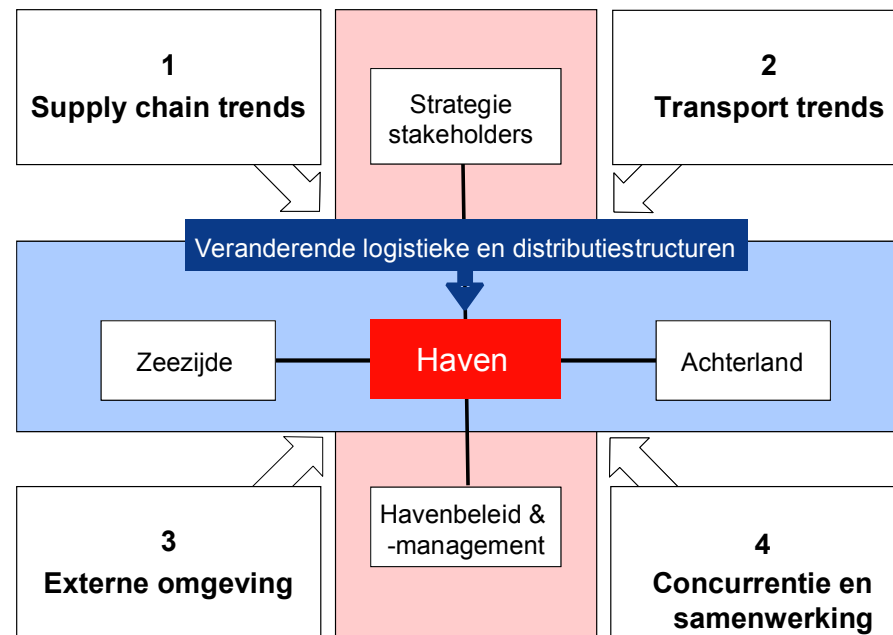 1
Supply chain trends
Strategie
stakeholders
2
Transport trends
Veranderende logistieke en distributiestructuren
Zeezijde
Haven
Achterland
3
Externe omgeving
Havenbeleid &
-management
4
Concurrentie en
samenwerking